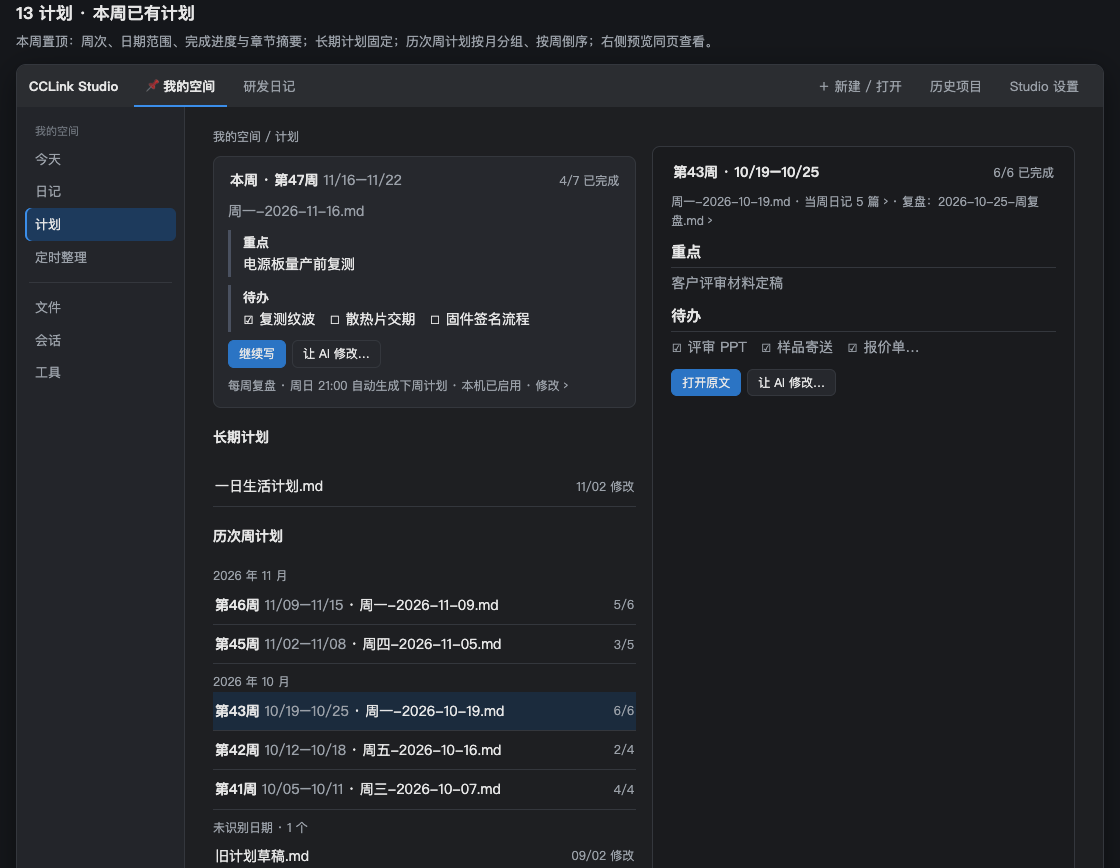 13 计划 · 本周已有计划
本周置顶：周次、日期范围、完成进度与章节摘要；长期计划固定；历次周计划按月分组、按周倒序；右侧预览同页查看。
CCLink Studio 我的空间 研发日记 + 新建 / 打开 历史项目 Studio 设置
我的空间
今天
日记
计划
定时整理
文件
会话
工具
我的空间 / 计划
本周 · 第47周 11/16—11/22 4/7 已完成
周一-2026-11-16.md
重点
电源板量产前复测
待办
☑ 复测纹波 ☐ 散热片交期 ☐ 固件签名流程
继续写 让 AI 修改…
每周复盘 · 周日 21:00 自动生成下周计划 · 本机已启用 · 修改 ›
长期计划
一日生活计划.md 11/02 修改
历次周计划
2026 年 11 月
第46周 11/09—11/15 · 周一-2026-11-09.md 5/6
第45周 11/02—11/08 · 周四-2026-11-05.md 3/5
2026 年 10 月
第43周 10/19—10/25 · 周一-2026-10-19.md 6/6
第42周 10/12—10/18 · 周五-2026-10-16.md 2/4
第41周 10/05—10/11 · 周三-2026-10-07.md 4/4
未识别日期 · 1 个
旧计划草稿.md 09/02 修改
第43周 · 10/19—10/25 6/6 已完成
周一-2026-10-19.md · 当周日记 5 篇 › · 复盘：2026-10-25-周复
盘.md ›
重点
客户评审材料定稿
待办
☑ 评审 PPT ☑ 样品寄送 ☑ 报价单…
打开原文 让 AI 修改…